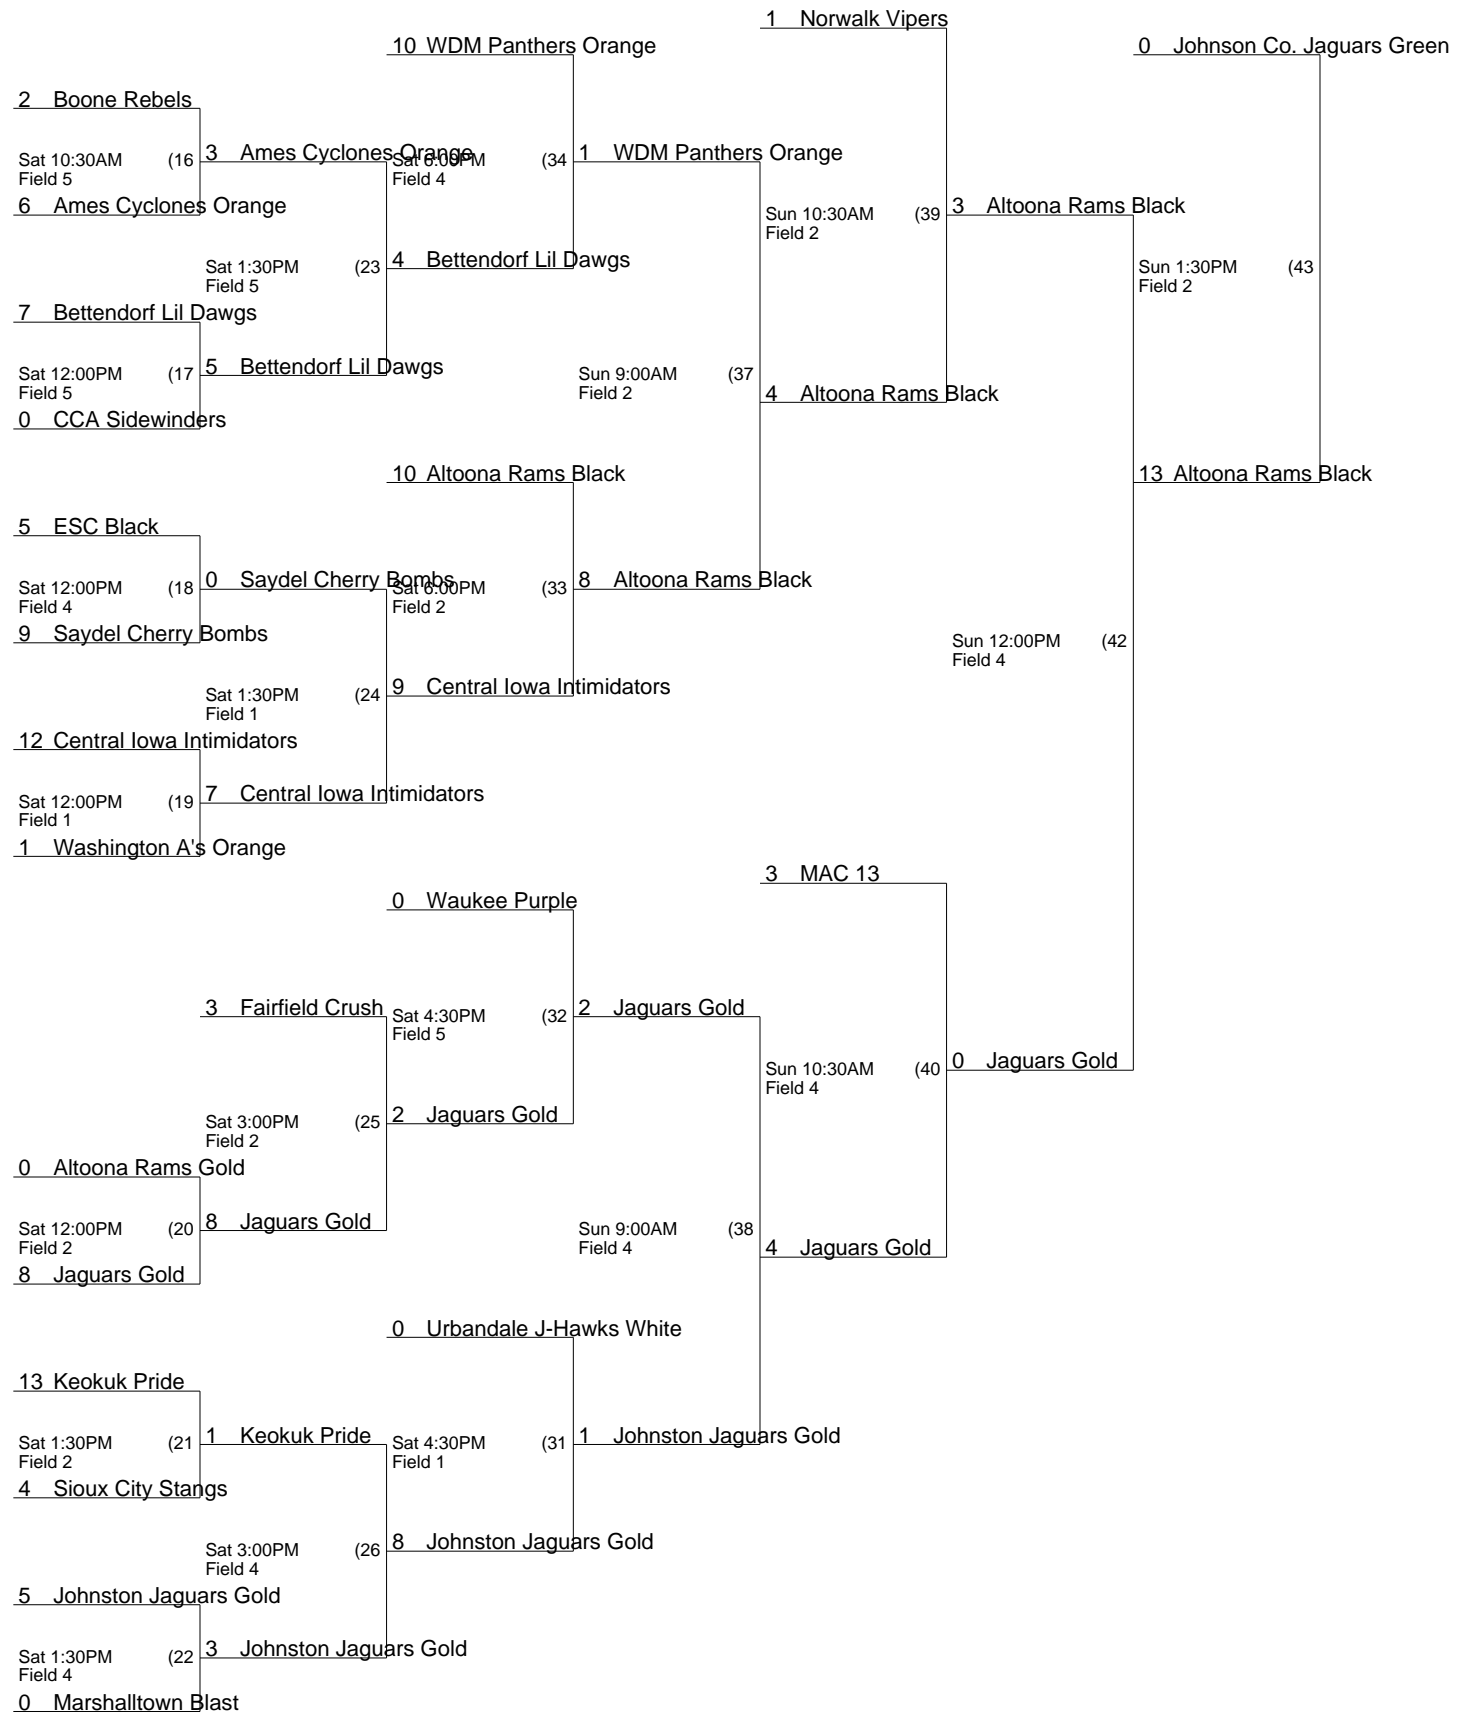 1 Norwalk Vipers
10 WDM Panthers Orange
0 Johnson Co. Jaguars Green
2 Boone Rebels
3 Ames Cyclones Orange
Sat 10:30AM (16
Field 5
Sat 6:00PM (34
Field 4
1 WDM Panthers Orange
6 Ames Cyclones Orange
Sun 10:30AM (39
Field 2
3 Altoona Rams Black
Sat 1:30PM (23
Field 5
4 Bettendorf Lil Dawgs
Sun 1:30PM (43
Field 2
7 Bettendorf Lil Dawgs
Sat 12:00PM (17
Field 5
5 Bettendorf Lil Dawgs
Sun 9:00AM (37
Field 2
4 Altoona Rams Black
0 CCA Sidewinders
10 Altoona Rams Black
13 Altoona Rams Black
5 ESC Black
Sat 12:00PM (18
Field 4
0 Saydel Cherry Bombs
Sat 6:00PM (33
Field 2
8 Altoona Rams Black
9 Saydel Cherry Bombs
Sun 12:00PM (42
Field 4
Sat 1:30PM (24
Field 1
9 Central Iowa Intimidators
12 Central Iowa Intimidators
Sat 12:00PM (19
Field 1
7 Central Iowa Intimidators
1 Washington A's Orange
3 MAC 13
0 Waukee Purple
3 Fairfield Crush
Sat 4:30PM (32
Field 5
2 Jaguars Gold
Sun 10:30AM (40
Field 4
0 Jaguars Gold
Sat 3:00PM (25
Field 2
2 Jaguars Gold
0 Altoona Rams Gold
Sat 12:00PM (20
Field 2
8 Jaguars Gold
Sun 9:00AM (38
Field 4
4 Jaguars Gold
8 Jaguars Gold
0 Urbandale J-Hawks White
13 Keokuk Pride
Sat 1:30PM (21
Field 2
1 Keokuk Pride
Sat 4:30PM (31
Field 1
1 Johnston Jaguars Gold
4 Sioux City Stangs
Sat 3:00PM (26
Field 4
8 Johnston Jaguars Gold
5 Johnston Jaguars Gold
Sat 1:30PM (22
Field 4
3 Johnston Jaguars Gold
0 Marshalltown Blast